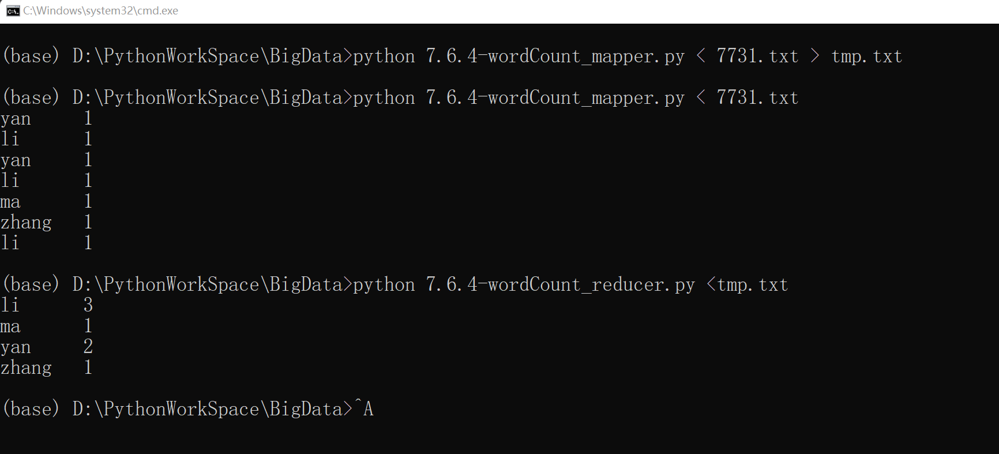 C:\Windows\system32\cmd.exe
(base) D:\PythonWorkSpace\BigData>python 7.6.4-wordCount_mapper.py < 7731.txt > tmp.txt
(base) D:\PythonWorkSpace\BigData>python 7.6.4-wordCount_mapper.py < 7731.txt
yan 1
li 1
yan 1
li 1
ma 1
zhang 1
li 1
(base) D:\PythonWorkSpace\BigData>python 7.6.4-wordCount_reducer.py <tmp.txt
li 3
ma 1
yan 2
zhang 1
(base) D:\PythonWorkSpace\BigData>^A